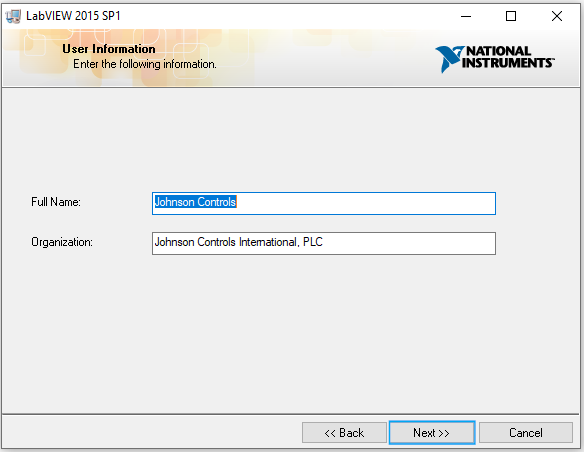 LabVIEW 2015 SP1
User Information
Enter the following information.
NATIONAL
INSTRUMENTS™
Full Name:
Johnson Controls
Organization:
Johnson Controls International, PLC
<< Back
Next >>
Cancel